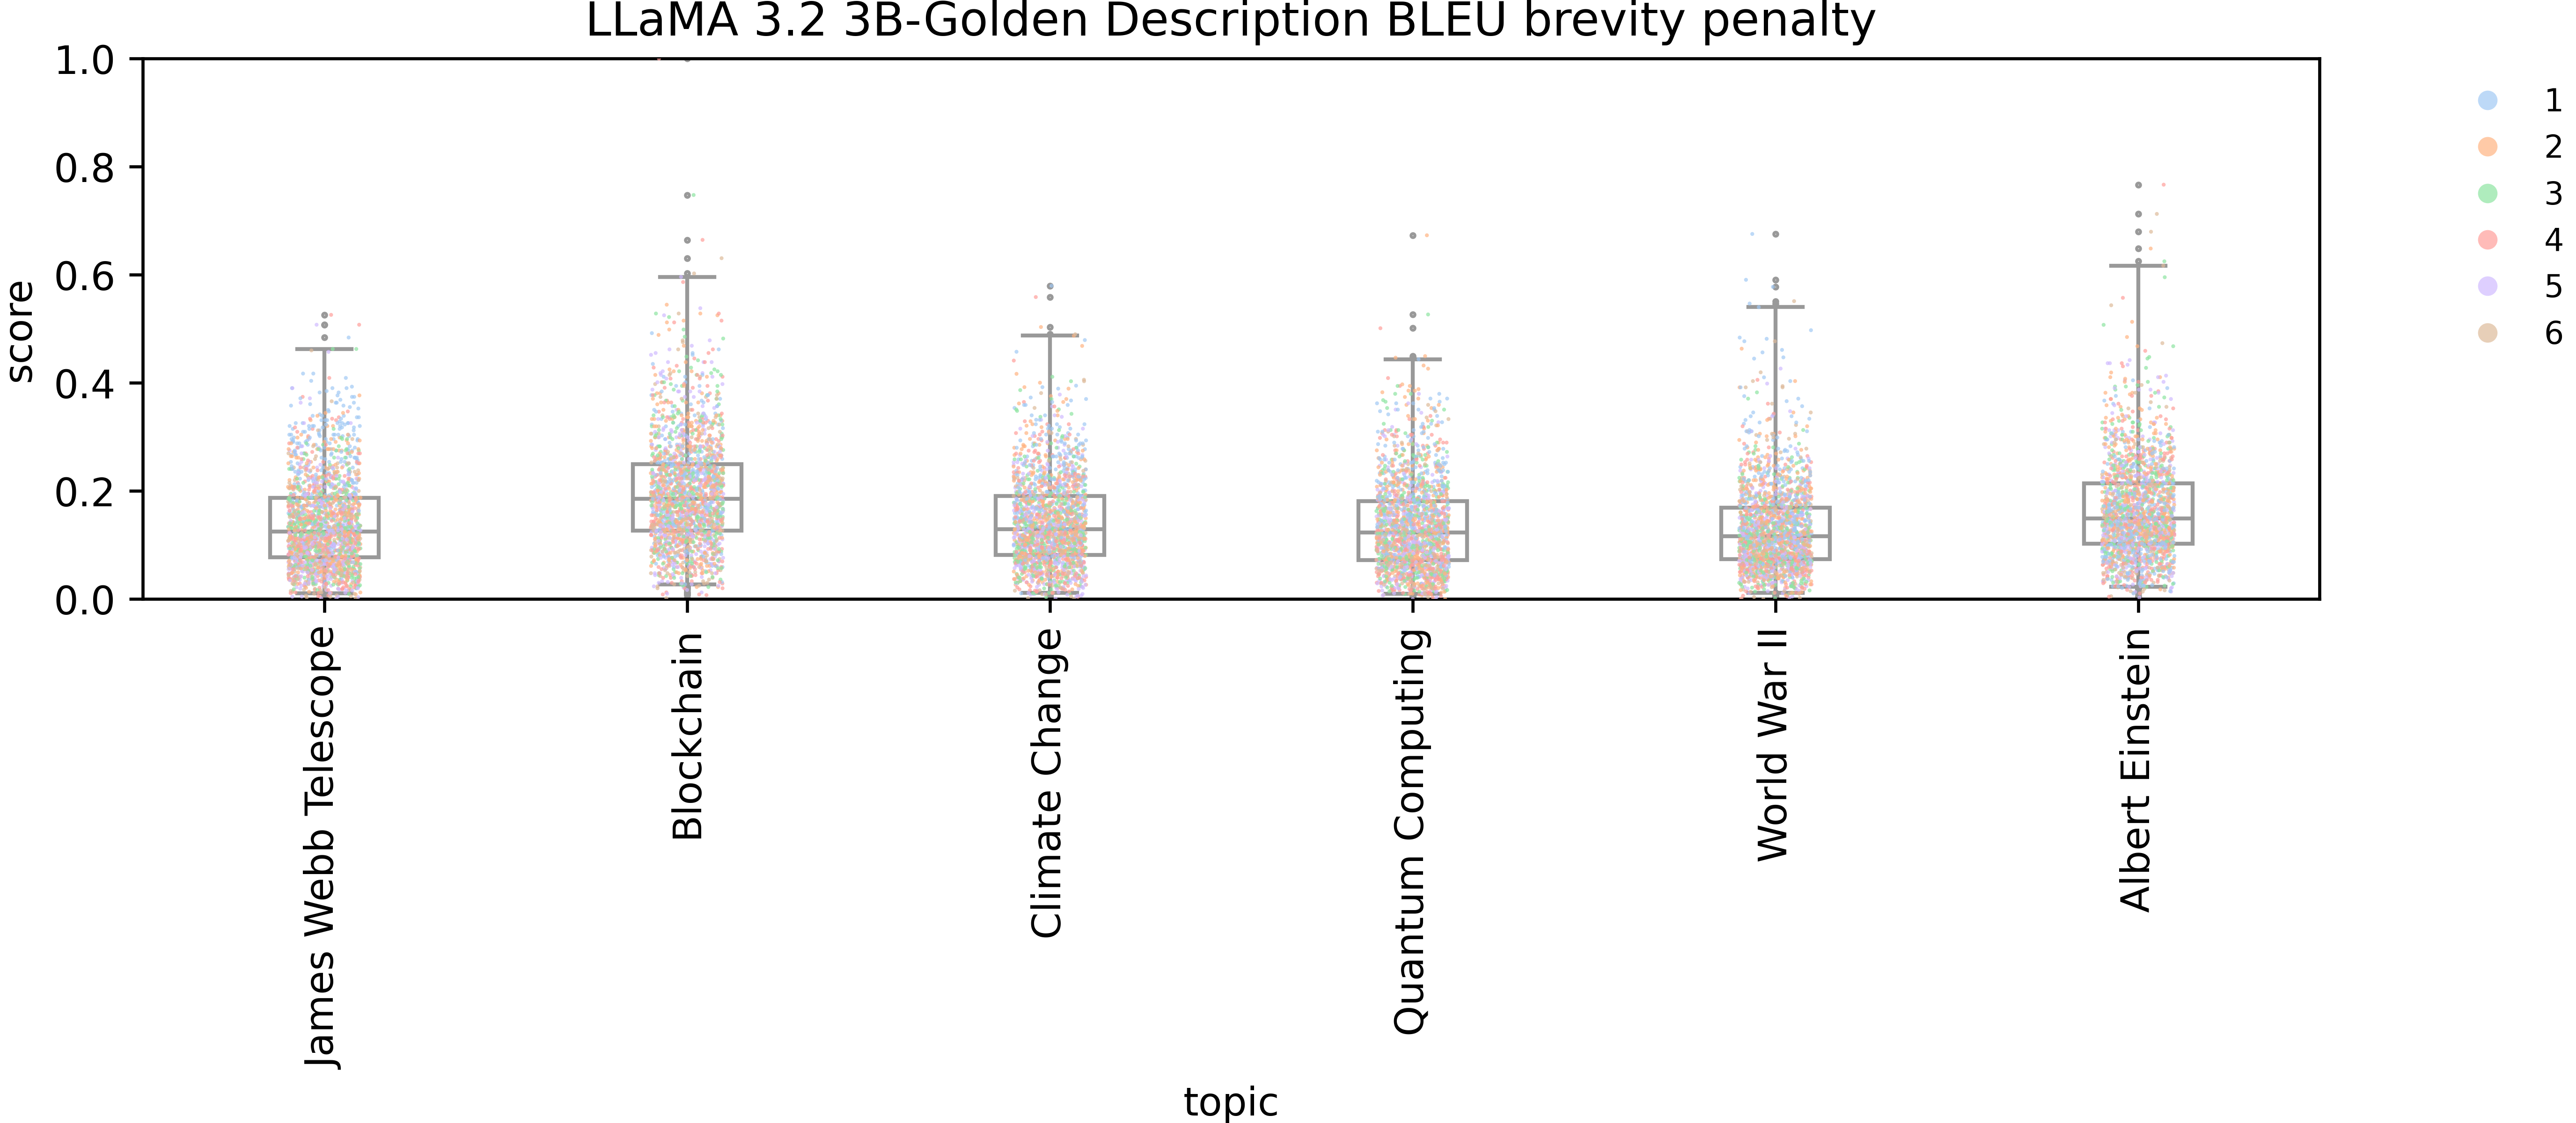 LLaMA 3.2 3B-Golden Description BLEU brevity penalty
1.0
0.8
0.6
0.4
0.2
0.0
score
James Webb Telescope
Blockchain
Climate Change
Quantum Computing
World War II
Albert Einstein
topic
1
2
3
4
5
6